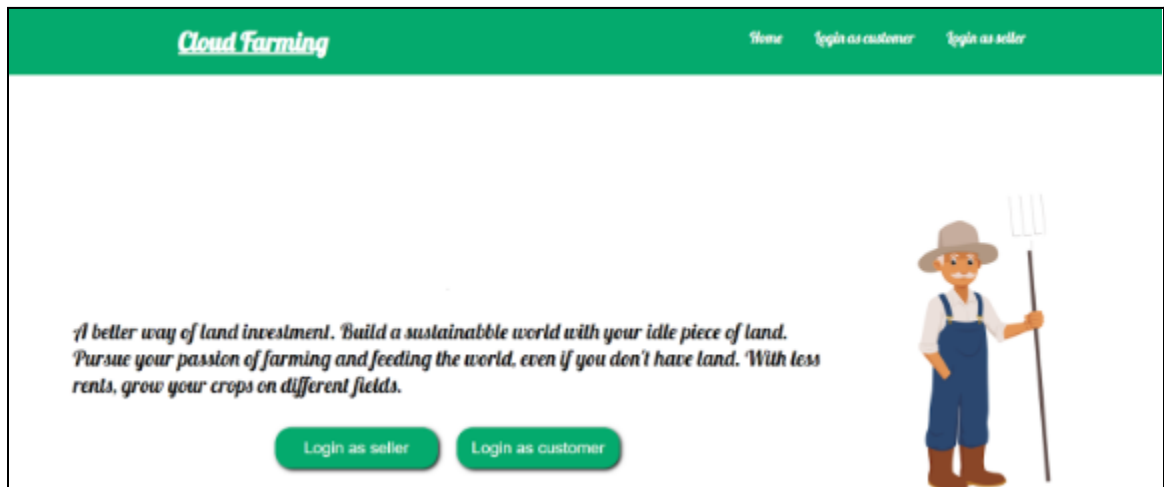 Cloud Farming
Home Login as customer Login as seller
A better way of land investment. Build a sustainabble world with your idle piece of land.
Pursue your passion of farming and feeding the world, even if you don't have land. With less
rents, grow your crops on different fields.
Login as seller Login as customer